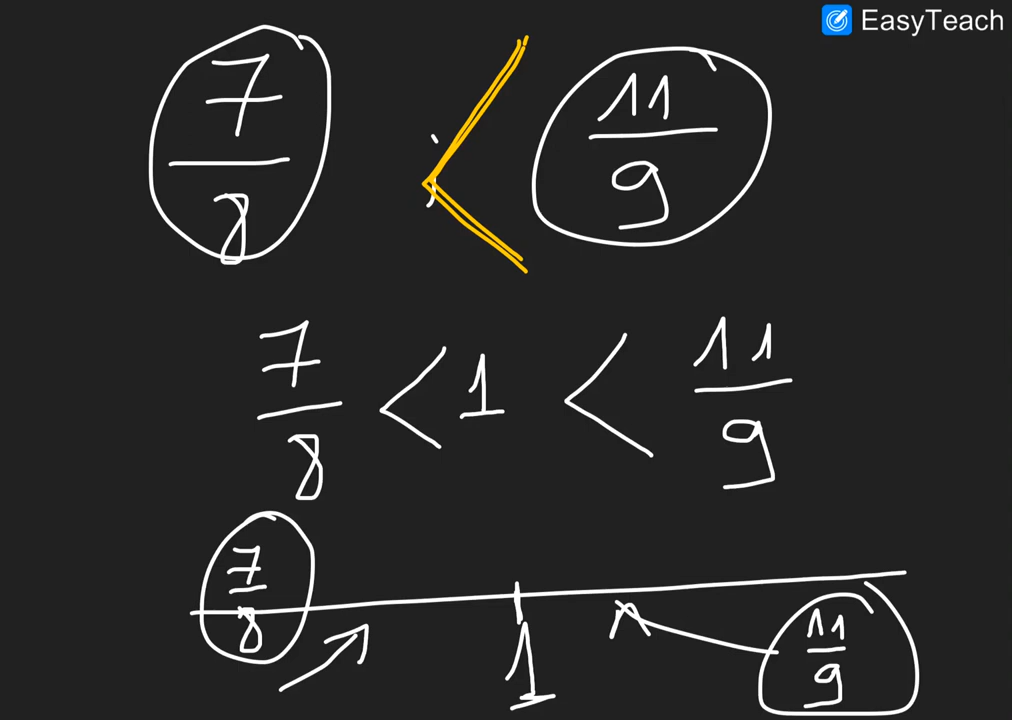 EasyTeach
7/8 < 11/9
7/8 < 1 < 11/9
7/8 1 11/9